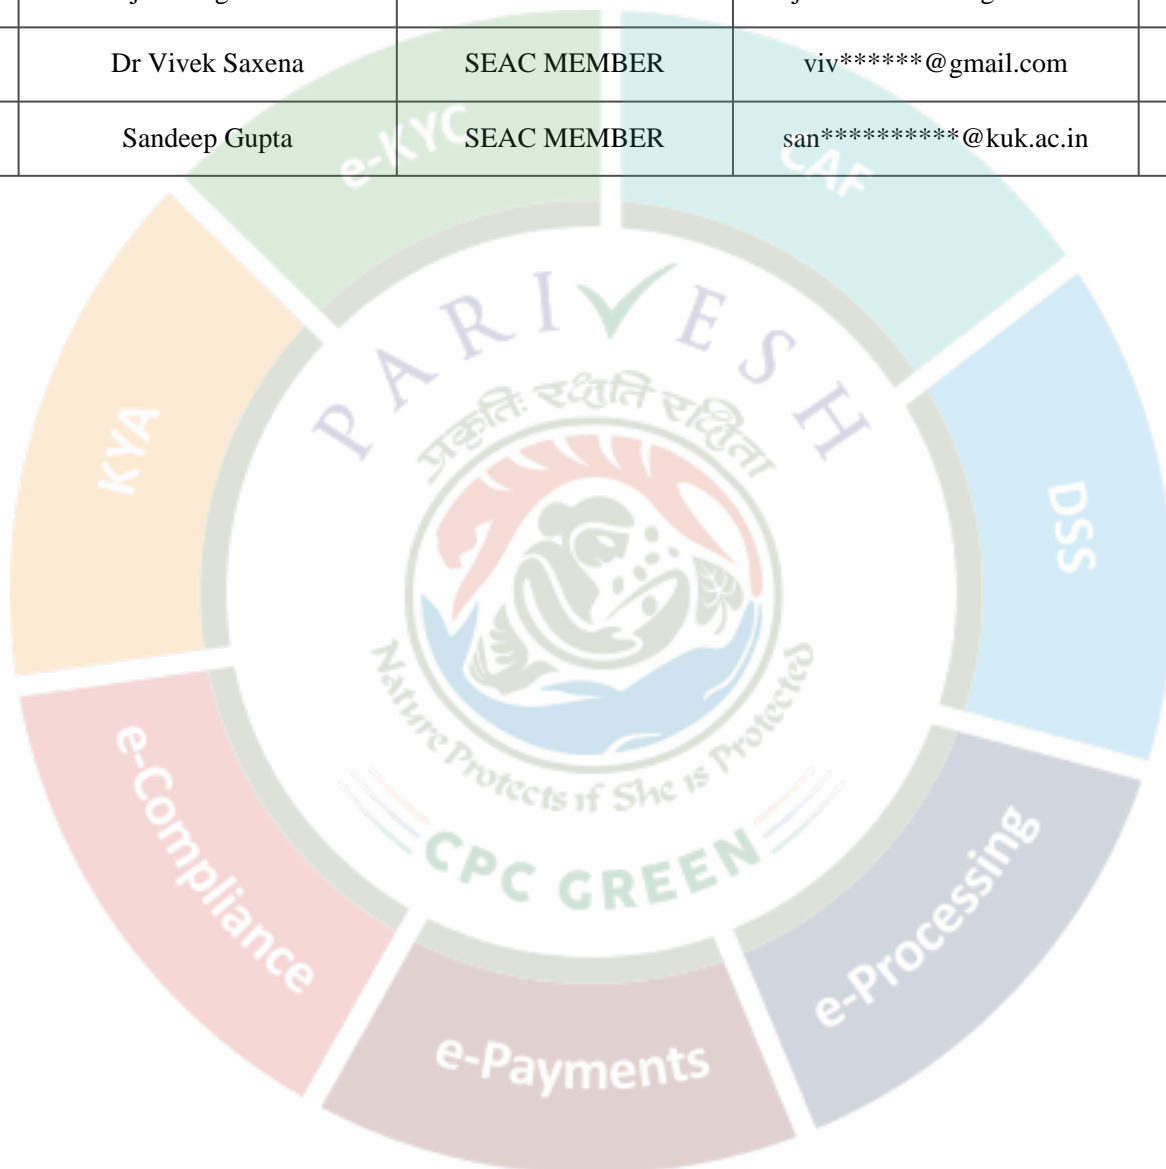 Dr Vivek Saxena SEAC MEMBER viv******@gmail.com
Sandeep Gupta SEAC MEMBER san**********@kuk.ac.in
e-KYC
CAF
DSS
e-Processing
e-Payments
e-Compliance
KYA
PARIVESH
प्रकृतिः रक्षति रक्षिता
Nature Protects if She is Protected
CPC GREEN